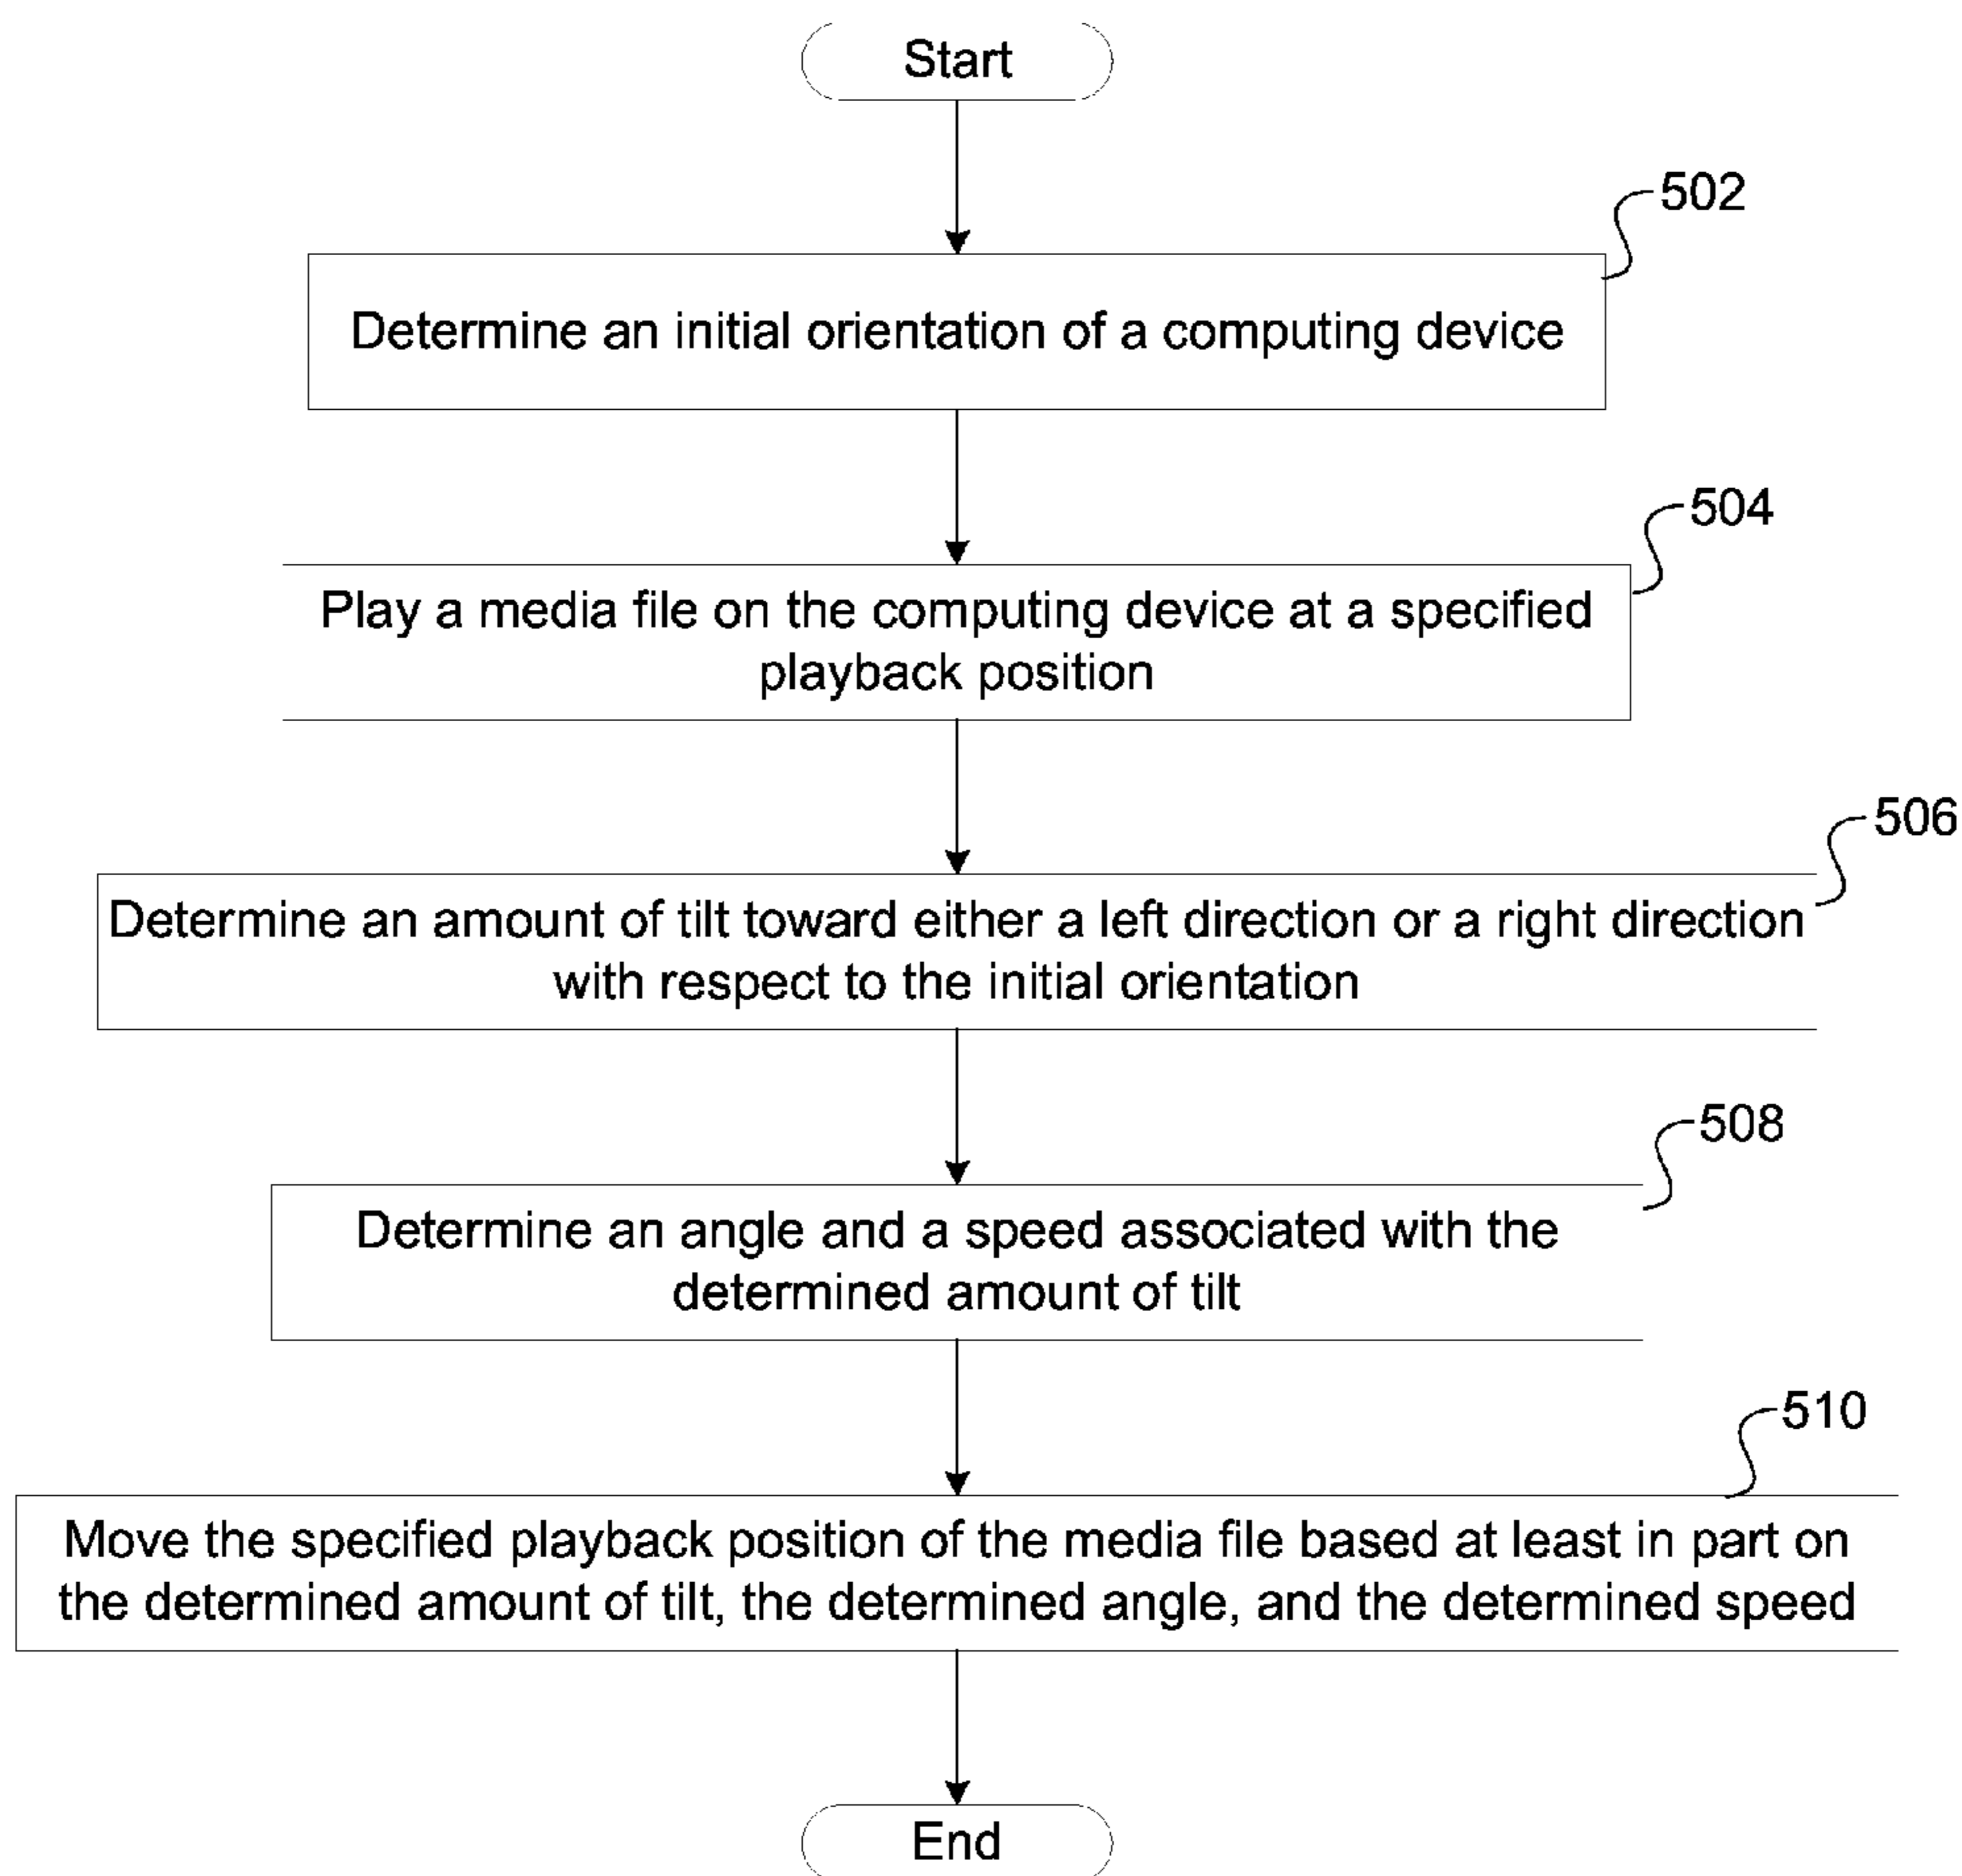 Start
502
Determine an initial orientation of a computing device
504
Play a media file on the computing device at a specified
playback position
506
Determine an amount of tilt toward either a left direction or a right direction
with respect to the initial orientation
508
Determine an angle and a speed associated with the
determined amount of tilt
510
Move the specified playback position of the media file based at least in part on
the determined amount of tilt, the determined angle, and the determined speed
End